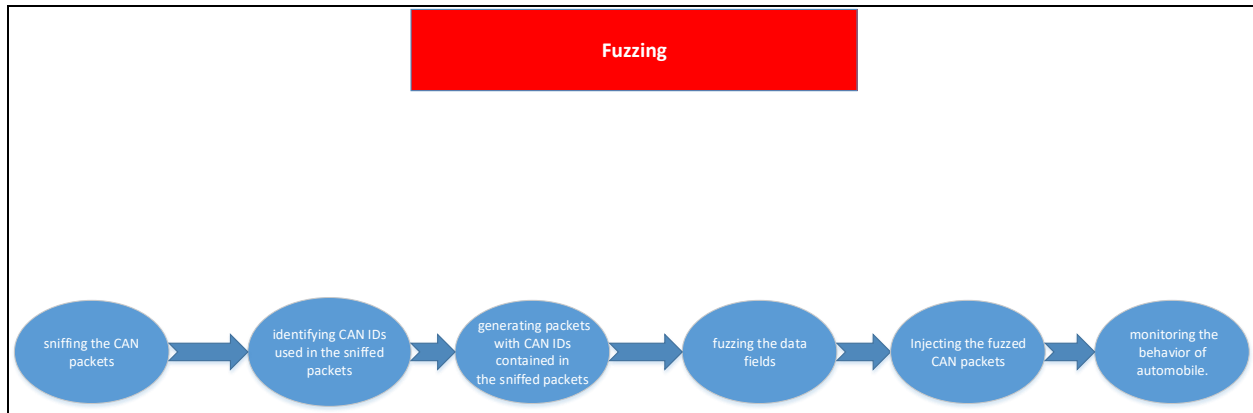 Fuzzing
sniffing the CAN
packets
identifying CAN IDs
used in the sniffed
packets
generating packets
with CAN IDs
contained in
the sniffed packets
fuzzing the data
fields
Injecting the fuzzed
CAN packets
monitoring the
behavior of
automobile.